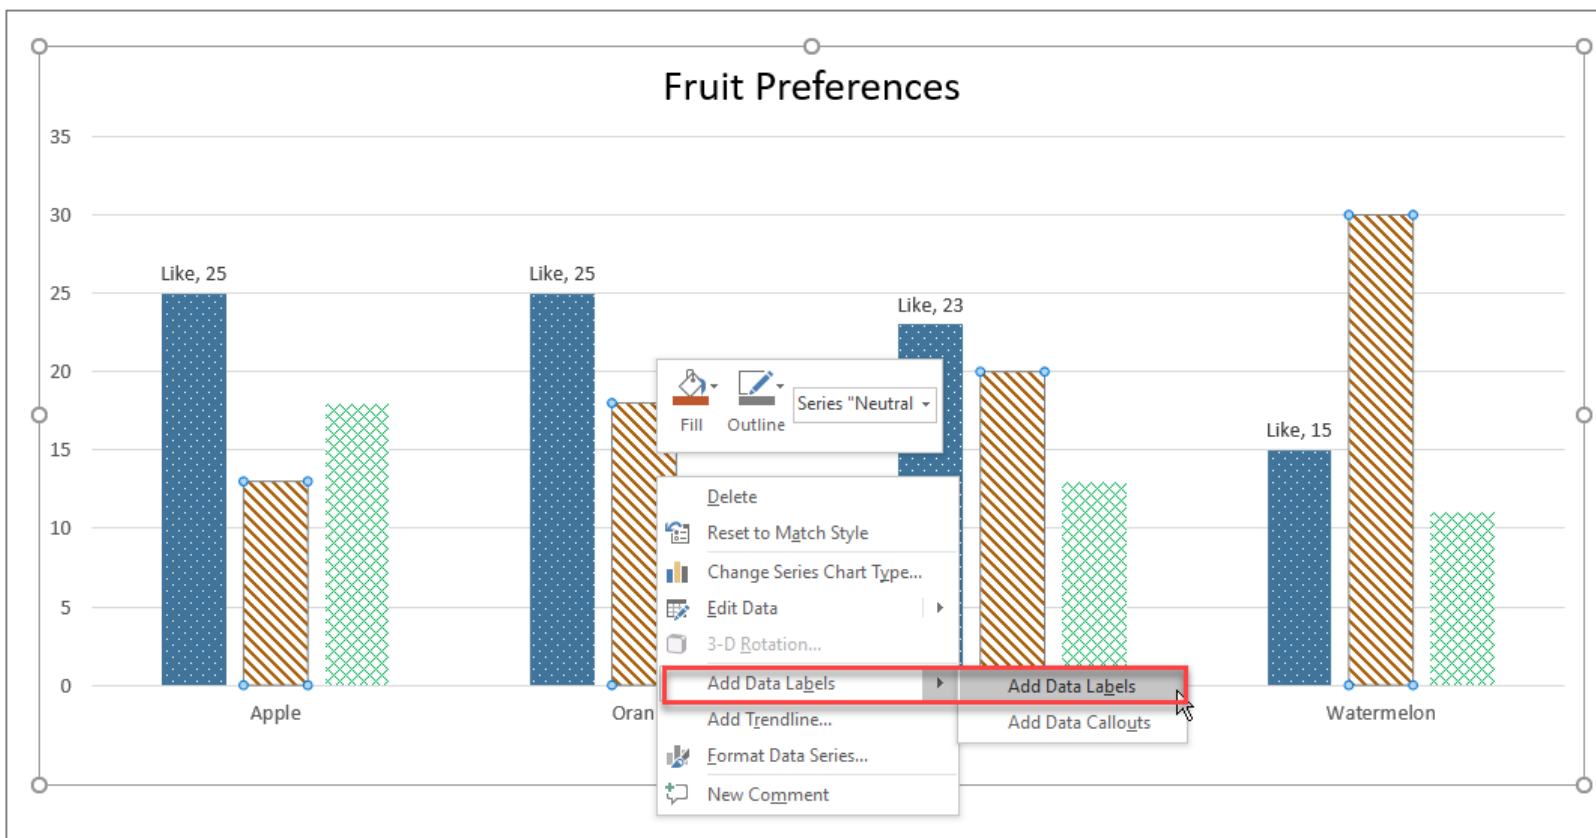 Fruit Preferences
35
30
25
20
15
10
5
0
Like, 25
Like, 25
Like, 23
Like, 15
Fill
Outline
Series "Neutral
Delete
Reset to Match Style
Change Series Chart Type...
Edit Data
3-D Rotation...
Add Data Labels
Add Data Labels
Add Trendline...
Add Data Callouts
Format Data Series...
New Comment
Apple
Oran
Watermelon